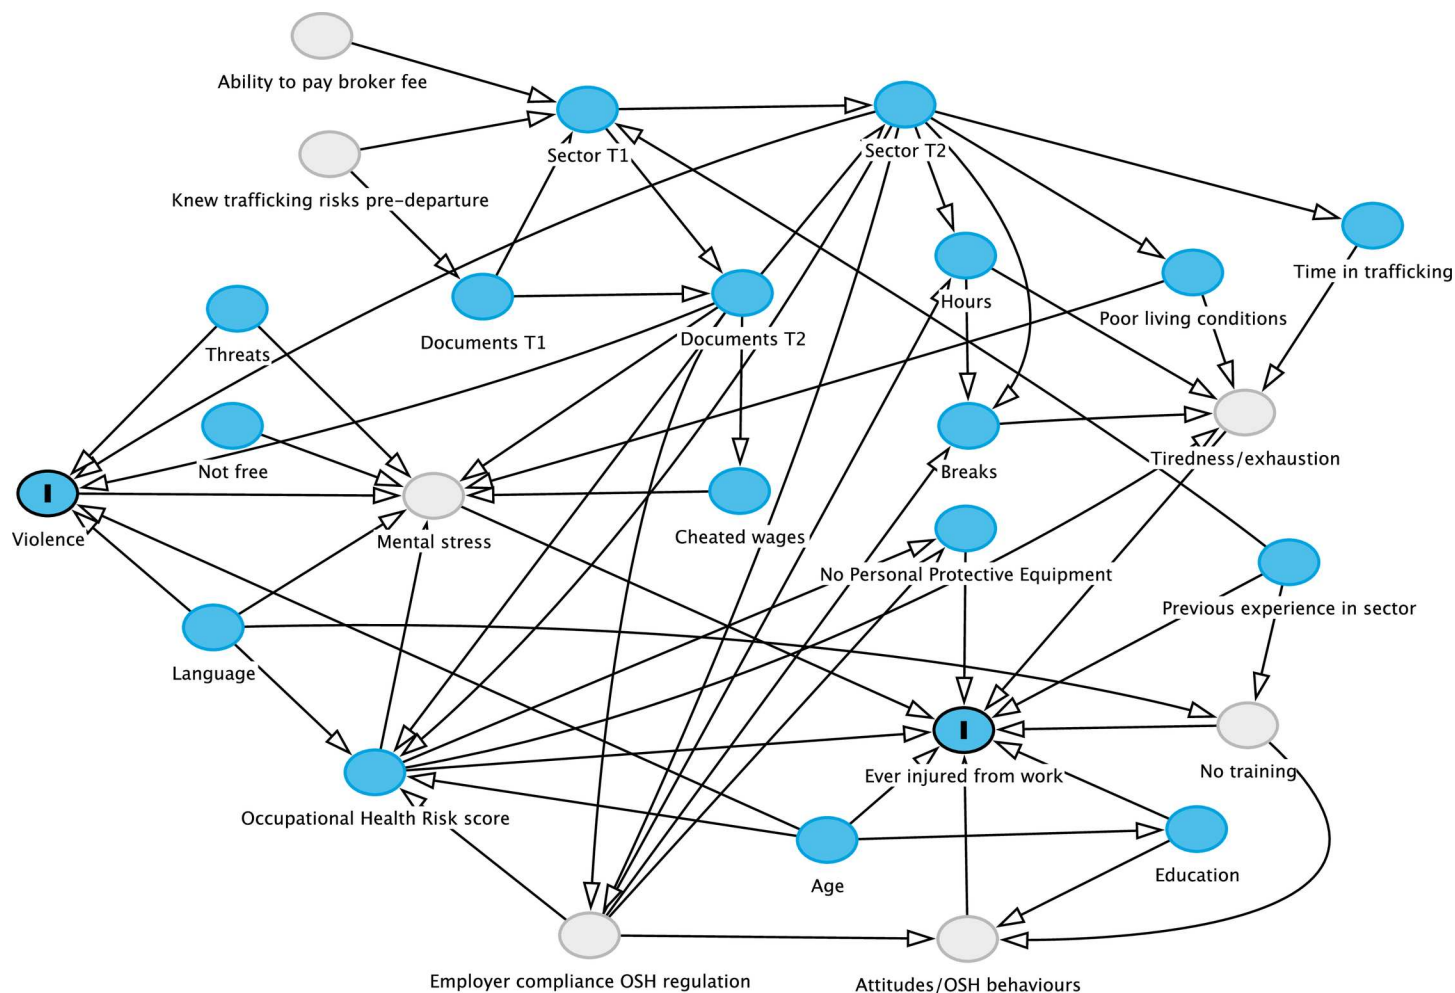 Ability to pay broker fee
Sector T1
Sector T2
Knew trafficking risks pre-departure
Time in trafficking
Hours
Poor living conditions
Documents T1
Documents T2
Threats
Not free
Breaks
Tiredness/exhaustion
I
Violence
Mental stress
Cheated wages
No Personal Protective Equipment
Previous experience in sector
Language
I
Ever injured from work
No training
Occupational Health Risk score
Age
Education
Employer compliance OSH regulation
Attitudes/OSH behaviours